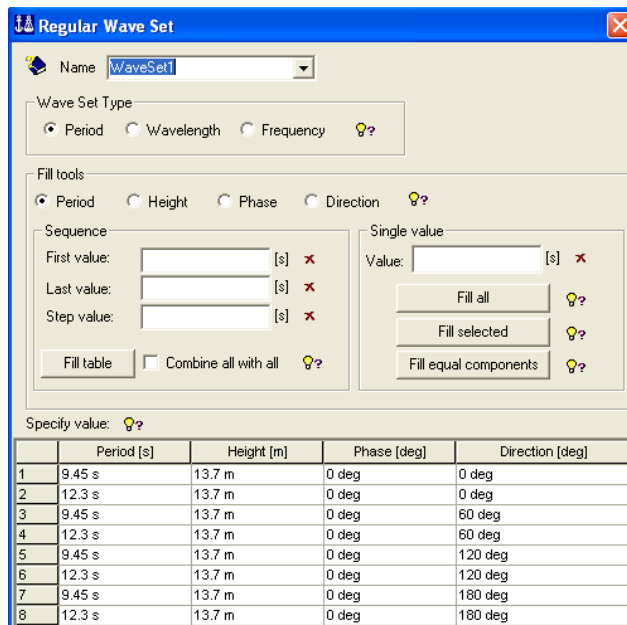 Regular Wave Set
Name WaveSet1
Wave Set Type
Period Wavelength Frequency ?
Fill tools
Period Height Phase Direction ?
Sequence
First value: [s]
Last value: [s]
Step value: [s]
Fill table Combine all with all ?
Single value
Value: [s]
Fill all ?
Fill selected ?
Fill equal components ?
Specify value: ?
Period [s] Height [m] Phase [deg] Direction [deg]
1 9.45 s 13.7 m 0 deg 0 deg
2 12.3 s 13.7 m 0 deg 0 deg
3 9.45 s 13.7 m 0 deg 60 deg
4 12.3 s 13.7 m 0 deg 60 deg
5 9.45 s 13.7 m 0 deg 120 deg
6 12.3 s 13.7 m 0 deg 120 deg
7 9.45 s 13.7 m 0 deg 180 deg
8 12.3 s 13.7 m 0 deg 180 deg